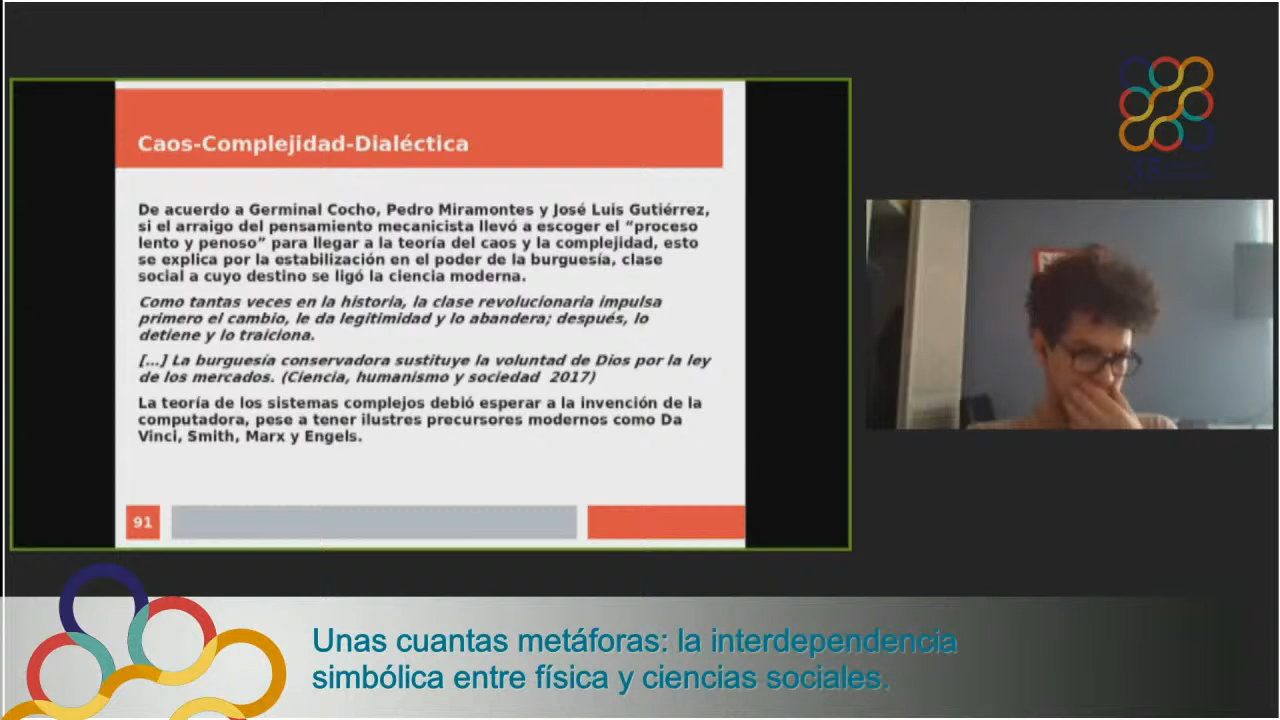 Caos-Complejidad-Dialéctica
De acuerdo a Germinal Cocho, Pedro Miramontes y José Luis Gutiérrez,
si el arraigo del pensamiento mecanicista llevó a escoger el “proceso
lento y penoso” para llegar a la teoría del caos y la complejidad, esto
se explica por la estabilización en el poder de la burguesía, clase
social a cuyo destino se ligó la ciencia moderna.
Como tantas veces en la historia, la clase revolucionaria impulsa
primero el cambio, le da legitimidad y lo abandera; después, lo
detiene y lo traiciona.
[...] La burguesía conservadora sustituye la voluntad de Dios por la ley
de los mercados. (Ciencia, humanismo y sociedad 2017)
La teoría de los sistemas complejos debió esperar a la invención de la
computadora, pese a tener ilustres precursores modernos como Da
Vinci, Smith, Marx y Engels.
91
Unas cuantas metáforas: la interdependencia
simbólica entre física y ciencias sociales.